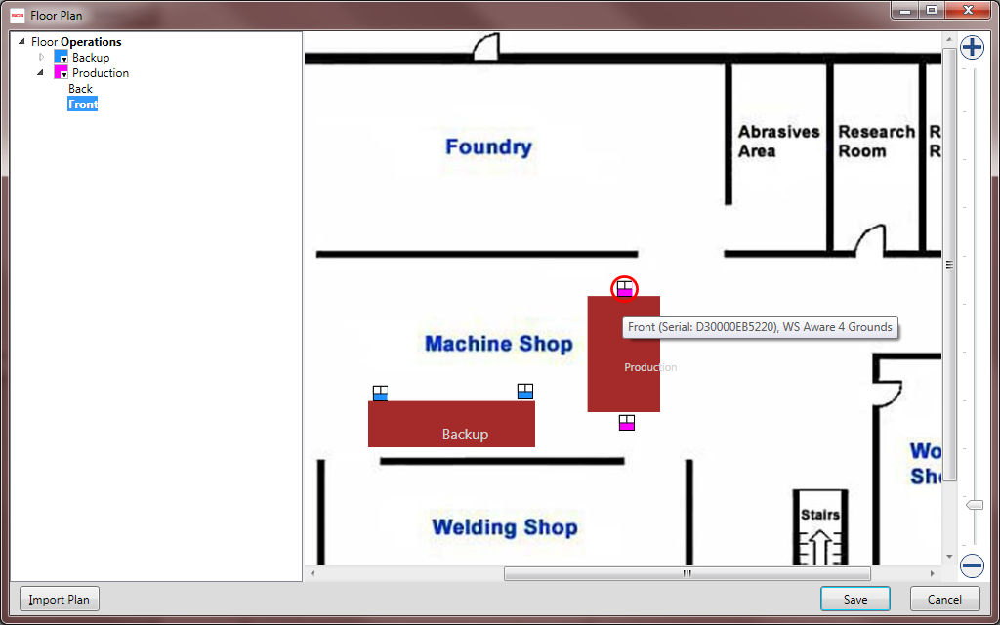 Floor Plan
Floor Operations
Backup
Production
Back
Front
Foundry
Abrasives
Area
Research
Room
R
R
Front (Serial: D30000EB5220), WS Aware 4 Grounds
Machine Shop
Production
Backup
Wo
She
Welding Shop
Stairs
Import Plan
Save
Cancel